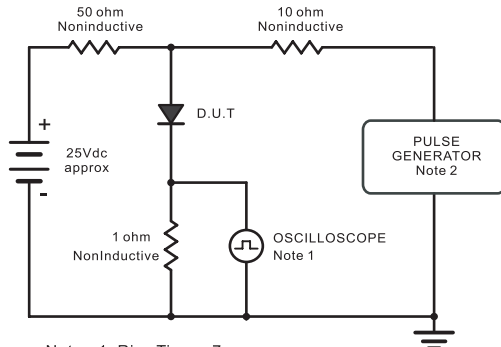 50 ohm
Noninductive
10 ohm
Noninductive
D.U.T
+
25Vdc
approx
-
PULSE
GENERATOR
Note 2
1 ohm
NonInductive
OSCILLOSCOPE
Note 1